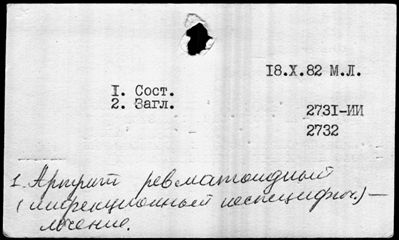 18.X.82 М.Л.
I. Сост.
2. Загл.
2731-ИИ
2732
1. Артрит ревматоидный
(инфекционный неспецифич.) —
лечение.